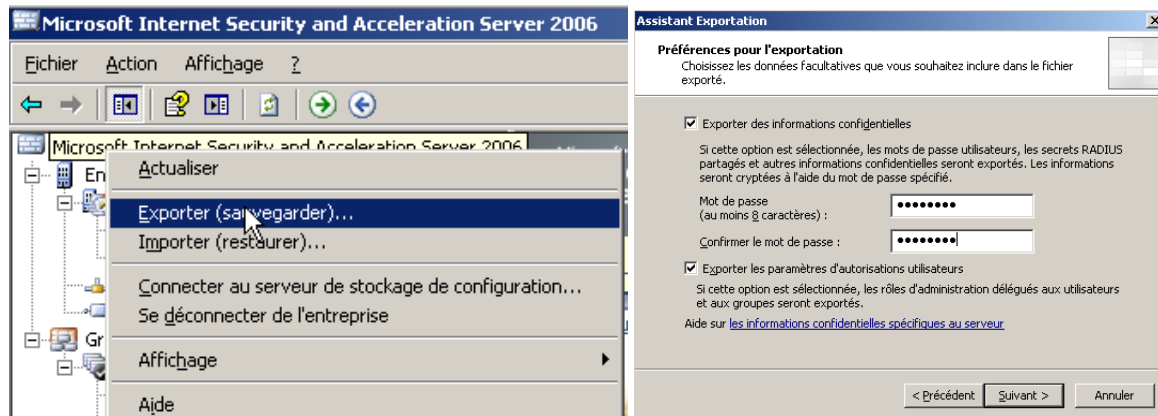 Microsoft Internet Security and Acceleration Server 2006
Fichier Action Affichage ?
Microsoft Internet Security and Acceleration Server 2006
En
Actualiser
Exporter (sauvegarder)...
Importer (restaurer)...
Connecter au serveur de stockage de configuration...
Se déconnecter de l'entreprise
Gr
Affichage
Aide
Assistant Exportation
Préférences pour l'exportation
Choisissez les données facultatives que vous souhaitez inclure dans le fichier
exporté.
Exporter des informations confidentielles
Si cette option est sélectionnée, les mots de passe utilisateurs, les secrets RADIUS
partagés et autres informations confidentielles seront exportés. Les informations
seront cryptées à l'aide du mot de passe spécifié.
Mot de passe
(au moins 8 caractères) :
Confirmer le mot de passe :
Exporter les paramètres d'autorisations utilisateurs
Si cette option est sélectionnée, les rôles d'administration délégués aux utilisateurs
et aux groupes seront exportés.
Aide sur les informations confidentielles spécifiques au serveur
< Précédent Suivant > Annuler